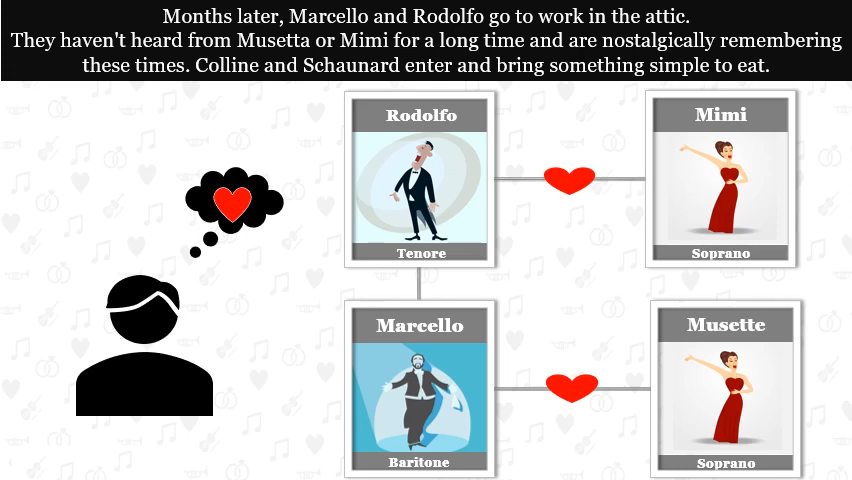 Months later, Marcello and Rodolfo go to work in the attic.
They haven't heard from Musetta or Mimi for a long time and are nostalgically remembering
these times. Colline and Schaunard enter and bring something simple to eat.
Rodolfo
Tenore
Mimi
Soprano
Marcello
Baritone
Musette
Soprano